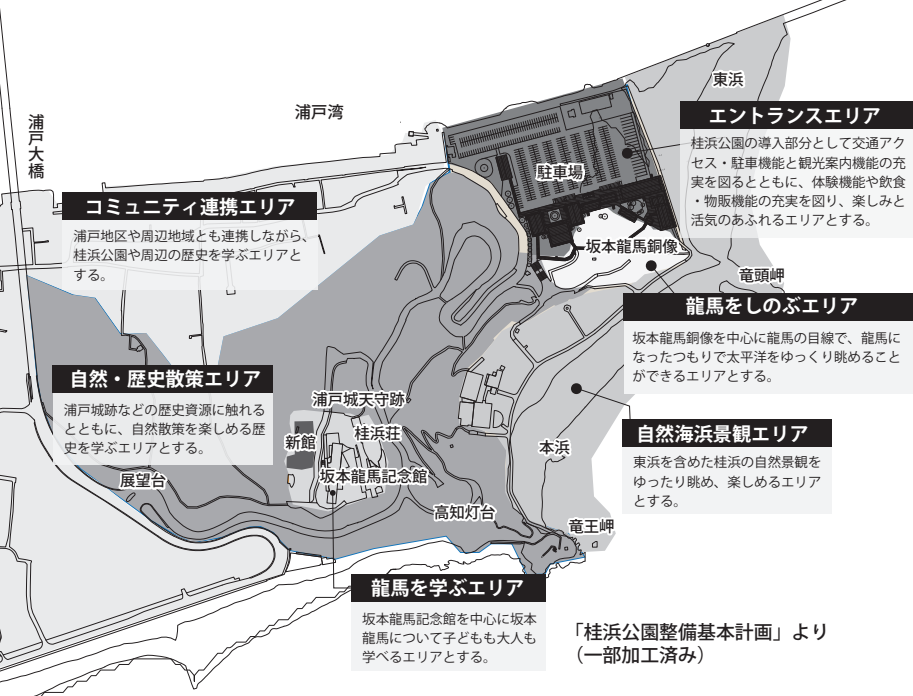 東浜
浦戸湾
浦戸大橋
エントランスエリア
桂浜公園の導入部分として交通アク
セス・駐車機能と観光案内機能の充
実を図るとともに、体験機能や飲食
・物販機能の充実を図り、楽しみと
活気のあふれるエリアとする。
駐車場
コミュニティ連携エリア
浦戸地区や周辺地域とも連携しながら、
桂浜公園や周辺の歴史を学ぶエリアと
する。
坂本龍馬銅像
竜頭岬
龍馬をしのぶエリア
坂本龍馬銅像を中心に龍馬の目線で、龍馬に
なったつもりで太平洋をゆっくり眺めること
ができるエリアとする。
自然・歴史散策エリア
浦戸城跡などの歴史資源に触れる
とともに、自然散策を楽しめる歴
史を学ぶエリアとする。
浦戸城天守跡
桂浜荘
新館
坂本龍馬記念館
展望台
高知灯台
本浜
竜王岬
自然海浜景観エリア
東浜を含めた桂浜の自然景観を
ゆったり眺め、楽しめるエリア
とする。
龍馬を学ぶエリア
坂本龍馬記念館を中心に坂本
龍馬について子どもも大人も
学べるエリアとする。
「桂浜公園整備基本計画」より
（一部加工済み）